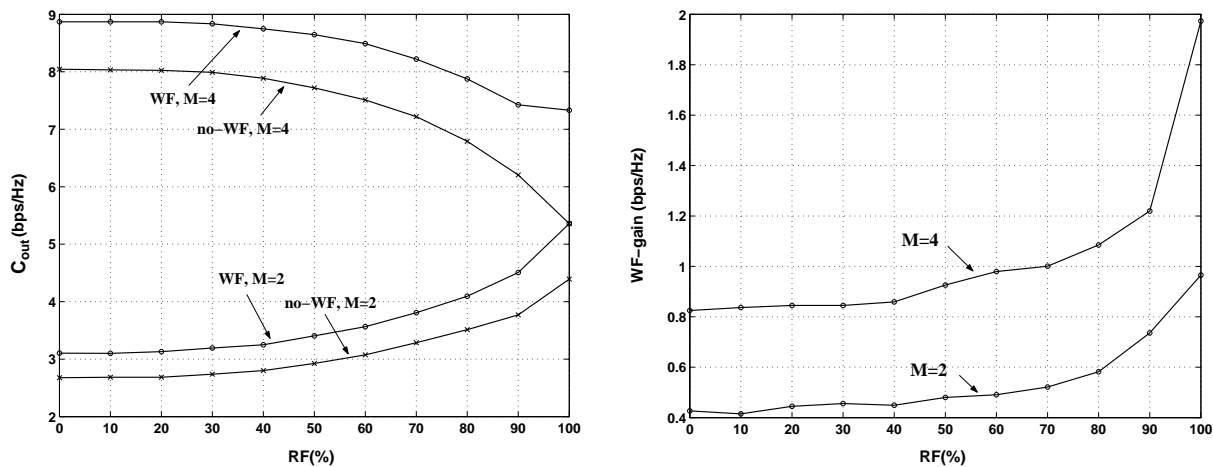 9
8
7
6
5
4
3
2
C_out (bps/Hz)
WF, M=4
no−WF, M=4
WF, M=2
no−WF, M=2
0 10 20 30 40 50 60 70 80 90 100
RF(%)
2
1.8
1.6
1.4
1.2
1
0.8
0.6
0.4
WF−gain (bps/Hz)
M=4
M=2
0 10 20 30 40 50 60 70 80 90 100
RF(%)